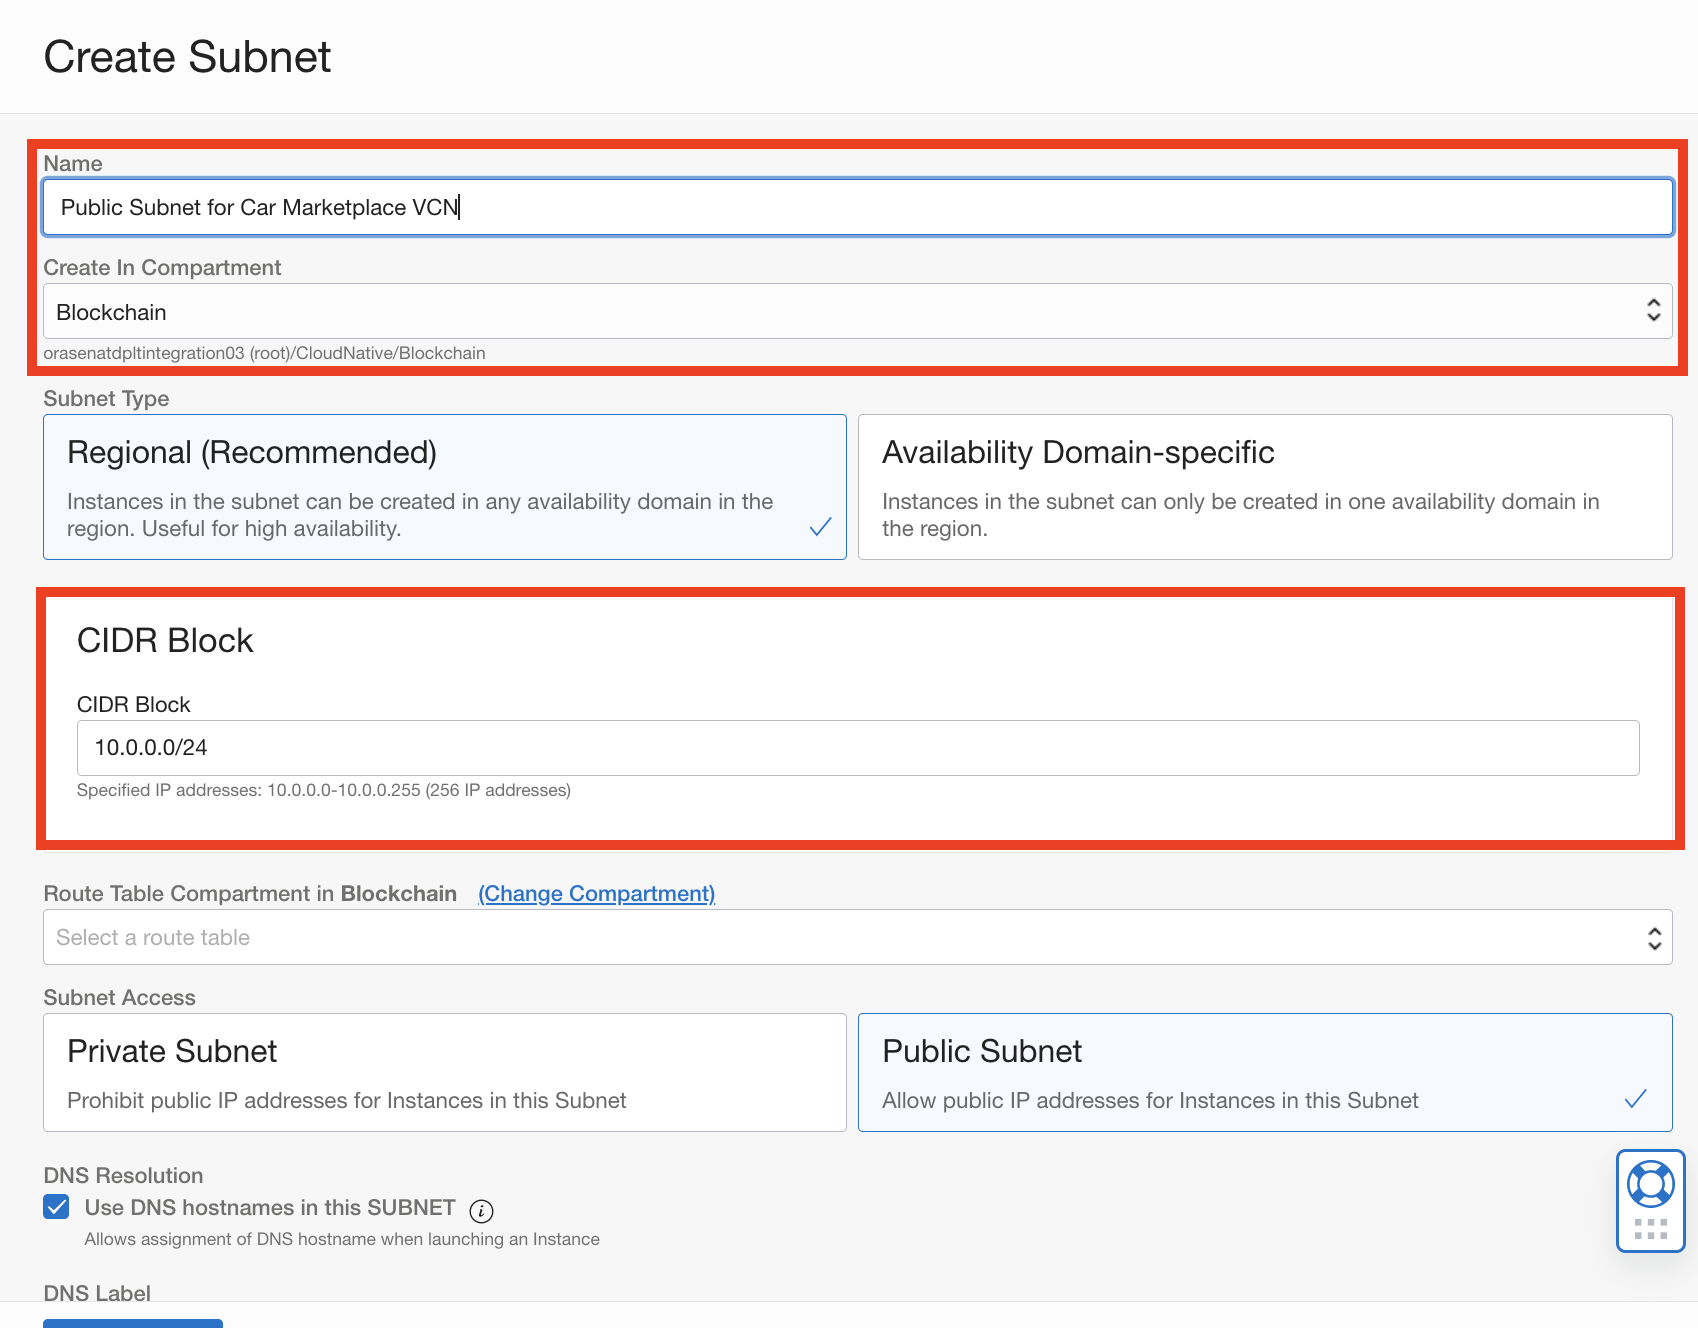 Create Subnet
Name
Public Subnet for Car Marketplace VCN
Create In Compartment
Blockchain
orasenatdpltintegration03 (root)/CloudNative/Blockchain
Subnet Type
Regional (Recommended)
Instances in the subnet can be created in any availability domain in the
region. Useful for high availability.
Availability Domain-specific
Instances in the subnet can only be created in one availability domain in
the region.
CIDR Block
CIDR Block
10.0.0.0/24
Specified IP addresses: 10.0.0.0-10.0.0.255 (256 IP addresses)
Route Table Compartment in Blockchain (Change Compartment)
Select a route table
Subnet Access
Private Subnet
Prohibit public IP addresses for Instances in this Subnet
Public Subnet
Allow public IP addresses for Instances in this Subnet
DNS Resolution
Use DNS hostnames in this SUBNET
Allows assignment of DNS hostname when launching an Instance
DNS Label